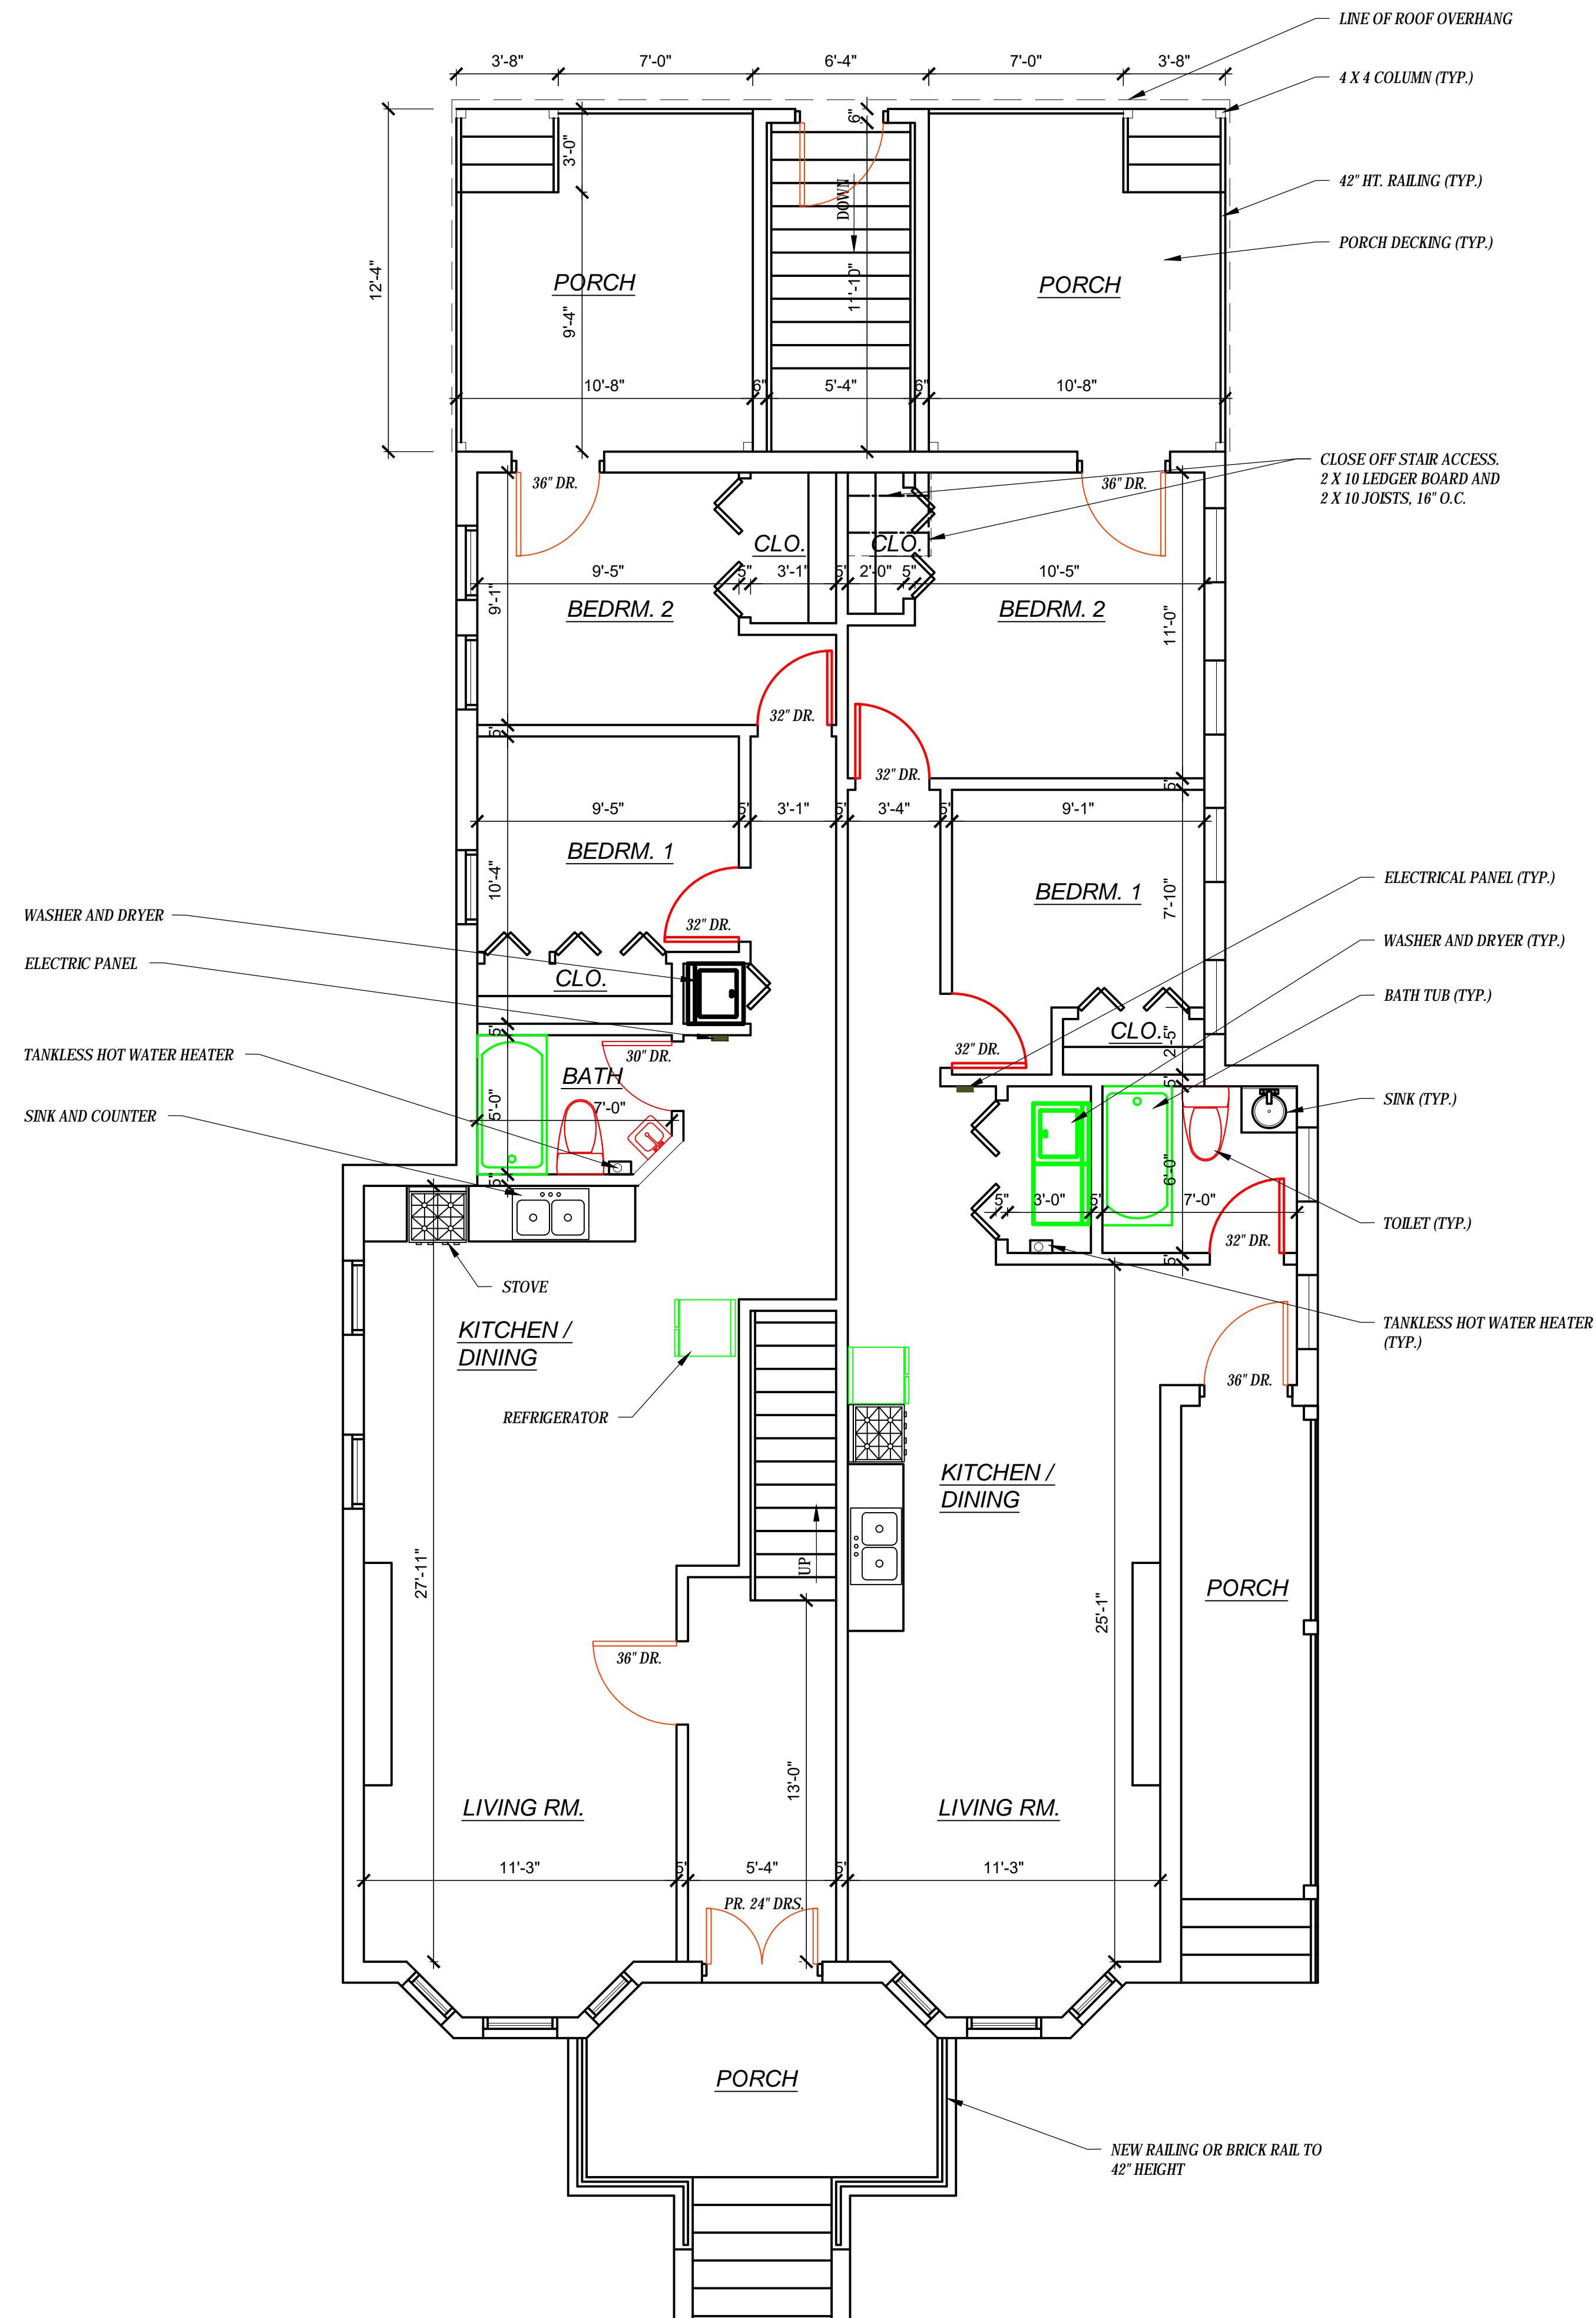 LINE OF ROOF OVERHANG
3'-8" 7'-0" 6'-4" 7'-0" 3'-8"
4 X 4 COLUMN (TYP.)
6"
3'-0"
DOWN
42" HT. RAILING (TYP.)
PORCH DECKING (TYP.)
12'-4"
PORCH
11'-10"
PORCH
9'-4"
10'-8" 6" 5'-4" 6" 10'-8"
CLOSE OFF STAIR ACCESS.
2 X 10 LEDGER BOARD AND
2 X 10 JOISTS, 16" O.C.
36" DR.
36" DR.
CLO.
CLO.
9'-5" 5" 3'-1" 5" 2'-0" 5" 10'-5"
9'-1"
BEDRM. 2
BEDRM. 2
11'-0"
32" DR.
5"
32" DR.
5"
9'-5" 5" 3'-1" 5" 3'-4" 5" 9'-1"
BEDRM. 1
10'-4"
BEDRM. 1
7'-10"
ELECTRICAL PANEL (TYP.)
WASHER AND DRYER
32" DR.
WASHER AND DRYER (TYP.)
ELECTRIC PANEL
CLO.
BATH TUB (TYP.)
5"
CLO.
2'-5"
TANKLESS HOT WATER HEATER
30" DR.
32" DR.
BATH
5"
SINK (TYP.)
SINK AND COUNTER
5'-0"
7'-0"
5"
6'-0"
5" 3'-0" 5" 7'-0"
TOILET (TYP.)
32" DR.
5"
STOVE
KITCHEN /
DINING
TANKLESS HOT WATER HEATER
(TYP.)
36" DR.
REFRIGERATOR
KITCHEN /
DINING
UP
27'-11"
PORCH
25'-1"
36" DR.
13'-0"
LIVING RM.
LIVING RM.
11'-3" 5" 5'-4" 5" 11'-3"
PR. 24" DRS.
PORCH
NEW RAILING OR BRICK RAIL TO
42" HEIGHT